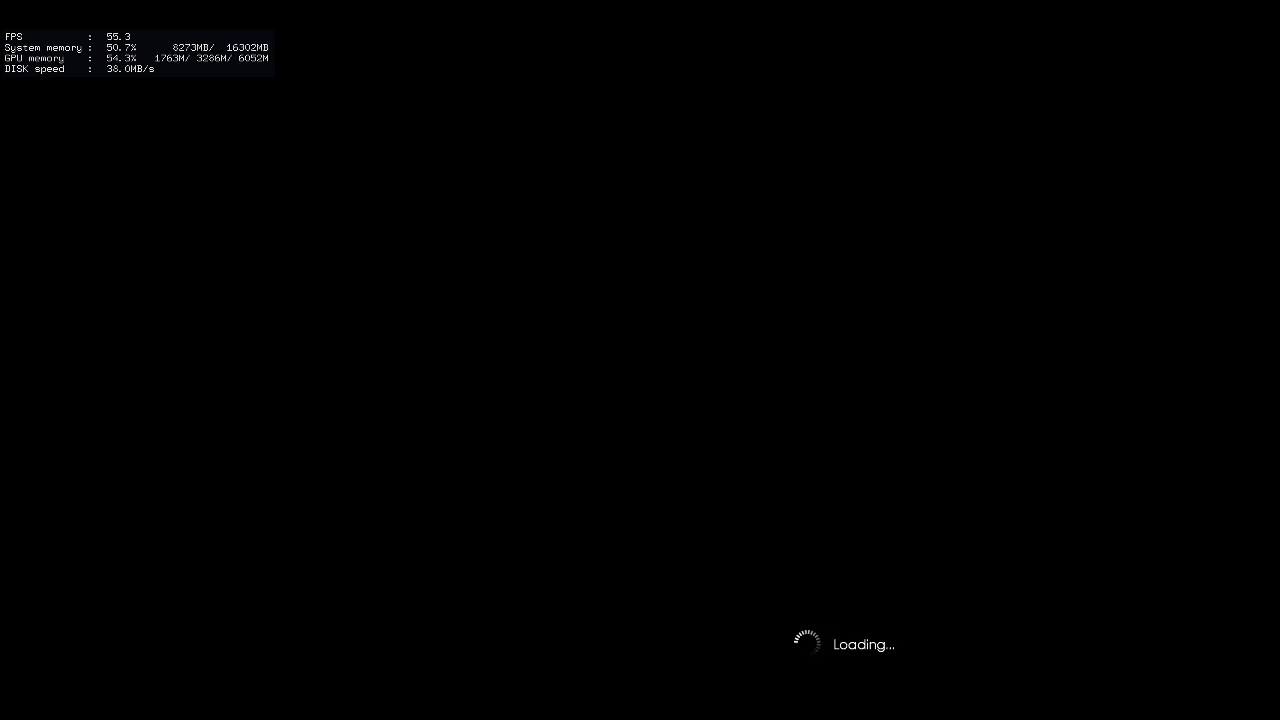 FPS : 55.3
System memory : 50.7% 8273MB/ 16302MB
GPU memory : 54.3% 1763M/ 3286M/ 6052M
DISK speed : 38.0MB/s
Loading...